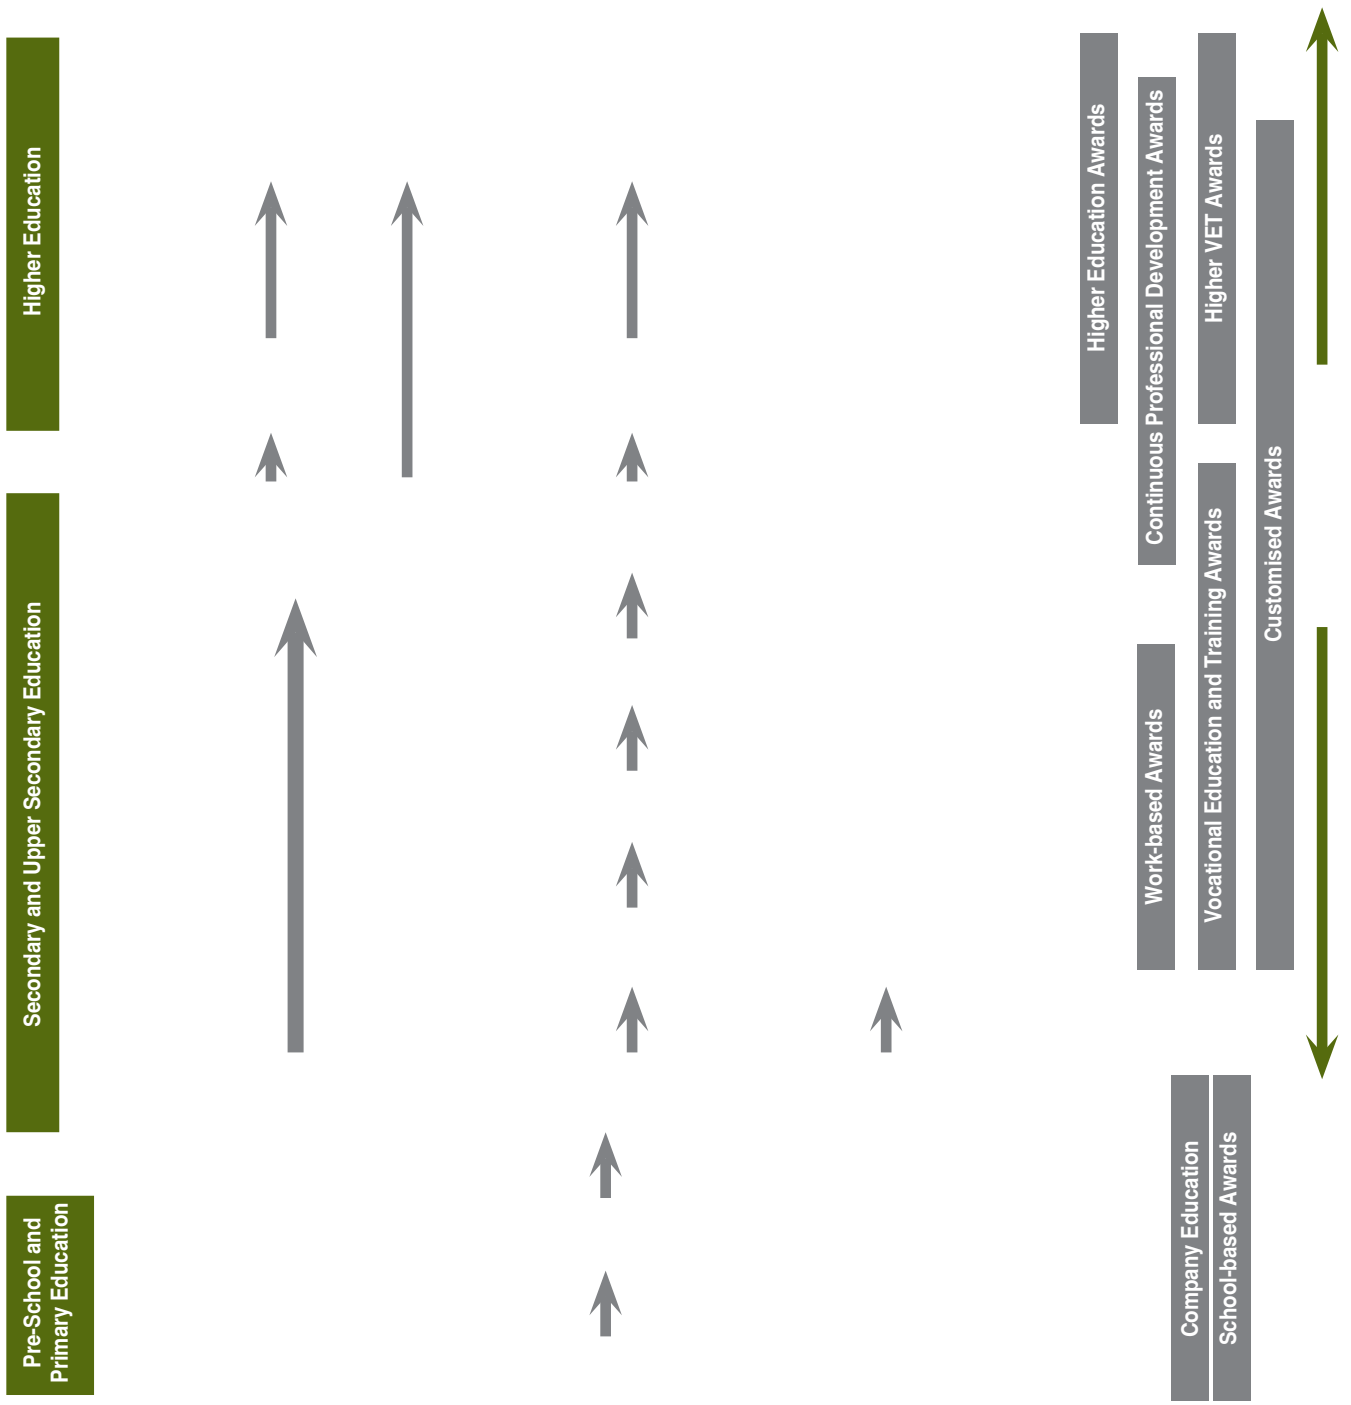 Higher Education
Secondary and Upper Secondary Education
Pre-School and
Primary Education
Higher Education Awards
Continuous Professional Development Awards
Higher VET Awards
Customised Awards
Work-based Awards
Vocational Education and Training Awards
Company Education
School-based Awards